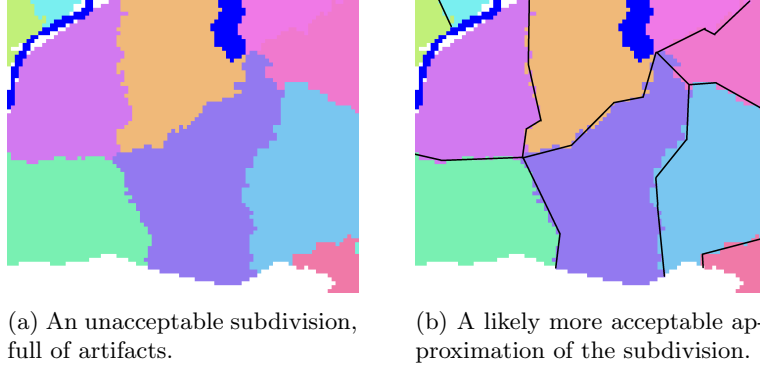 (a) An unacceptable subdivision,
full of artifacts.
(b) A likely more acceptable ap-
proximation of the subdivision.